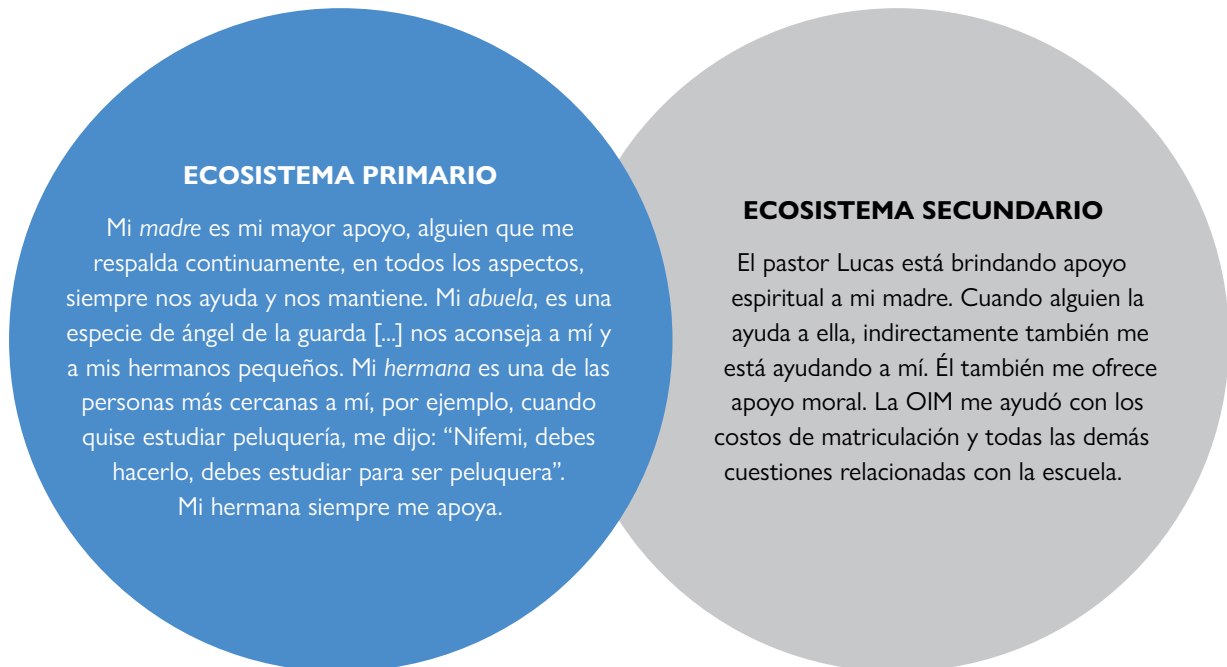 ECOSISTEMA PRIMARIO
Mi madre es mi mayor apoyo, alguien que me
respalda continuamente, en todos los aspectos,
siempre nos ayuda y nos mantiene. Mi abuela, es una
especie de ángel de la guarda [...] nos aconseja a mí y
a mis hermanos pequeños. Mi hermana es una de las
personas más cercanas a mí, por ejemplo, cuando
quise estudiar peluquería, me dijo: “Nifemi, debes
hacerlo, debes estudiar para ser peluquera”.
Mi hermana siempre me apoya.
ECOSISTEMA SECUNDARIO
El pastor Lucas está brindando apoyo
espiritual a mi madre. Cuando alguien la
ayuda a ella, indirectamente también me
está ayudando a mí. Él también me ofrece
apoyo moral. La OIM me ayudó con los
costos de matriculación y todas las demás
cuestiones relacionadas con la escuela.